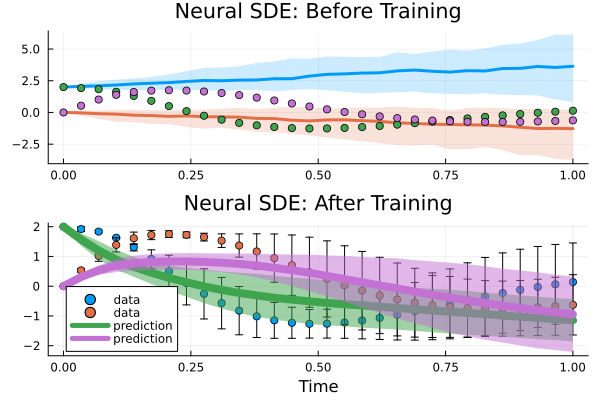 Neural SDE: Before Training
5.0
2.5
0.0
−2.5
0.00 0.25 0.50 0.75 1.00
Neural SDE: After Training
2
1
0
−1
−2
data
data
prediction
prediction
0.00 0.25 0.50 0.75 1.00
Time